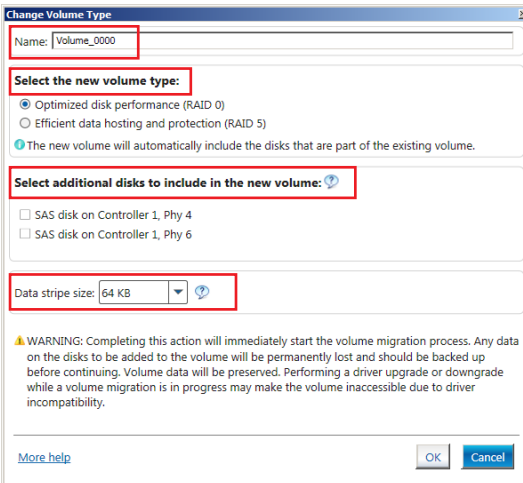 Change Volume Type
Name: Volume_0000
Select the new volume type:
Optimized disk performance (RAID 0)
Efficient data hosting and protection (RAID 5)
The new volume will automatically include the disks that are part of the existing volume.
Select additional disks to include in the new volume:
SAS disk on Controller 1, Phy 4
SAS disk on Controller 1, Phy 6
Data stripe size: 64 KB
WARNING: Completing this action will immediately start the volume migration process. Any data
on the disks to be added to the volume will be permanently lost and should be backed up
before continuing. Volume data will be preserved. Performing a driver upgrade or downgrade
while a volume migration is in progress may make the volume inaccessible due to driver
incompatibility.
More help
OK
Cancel